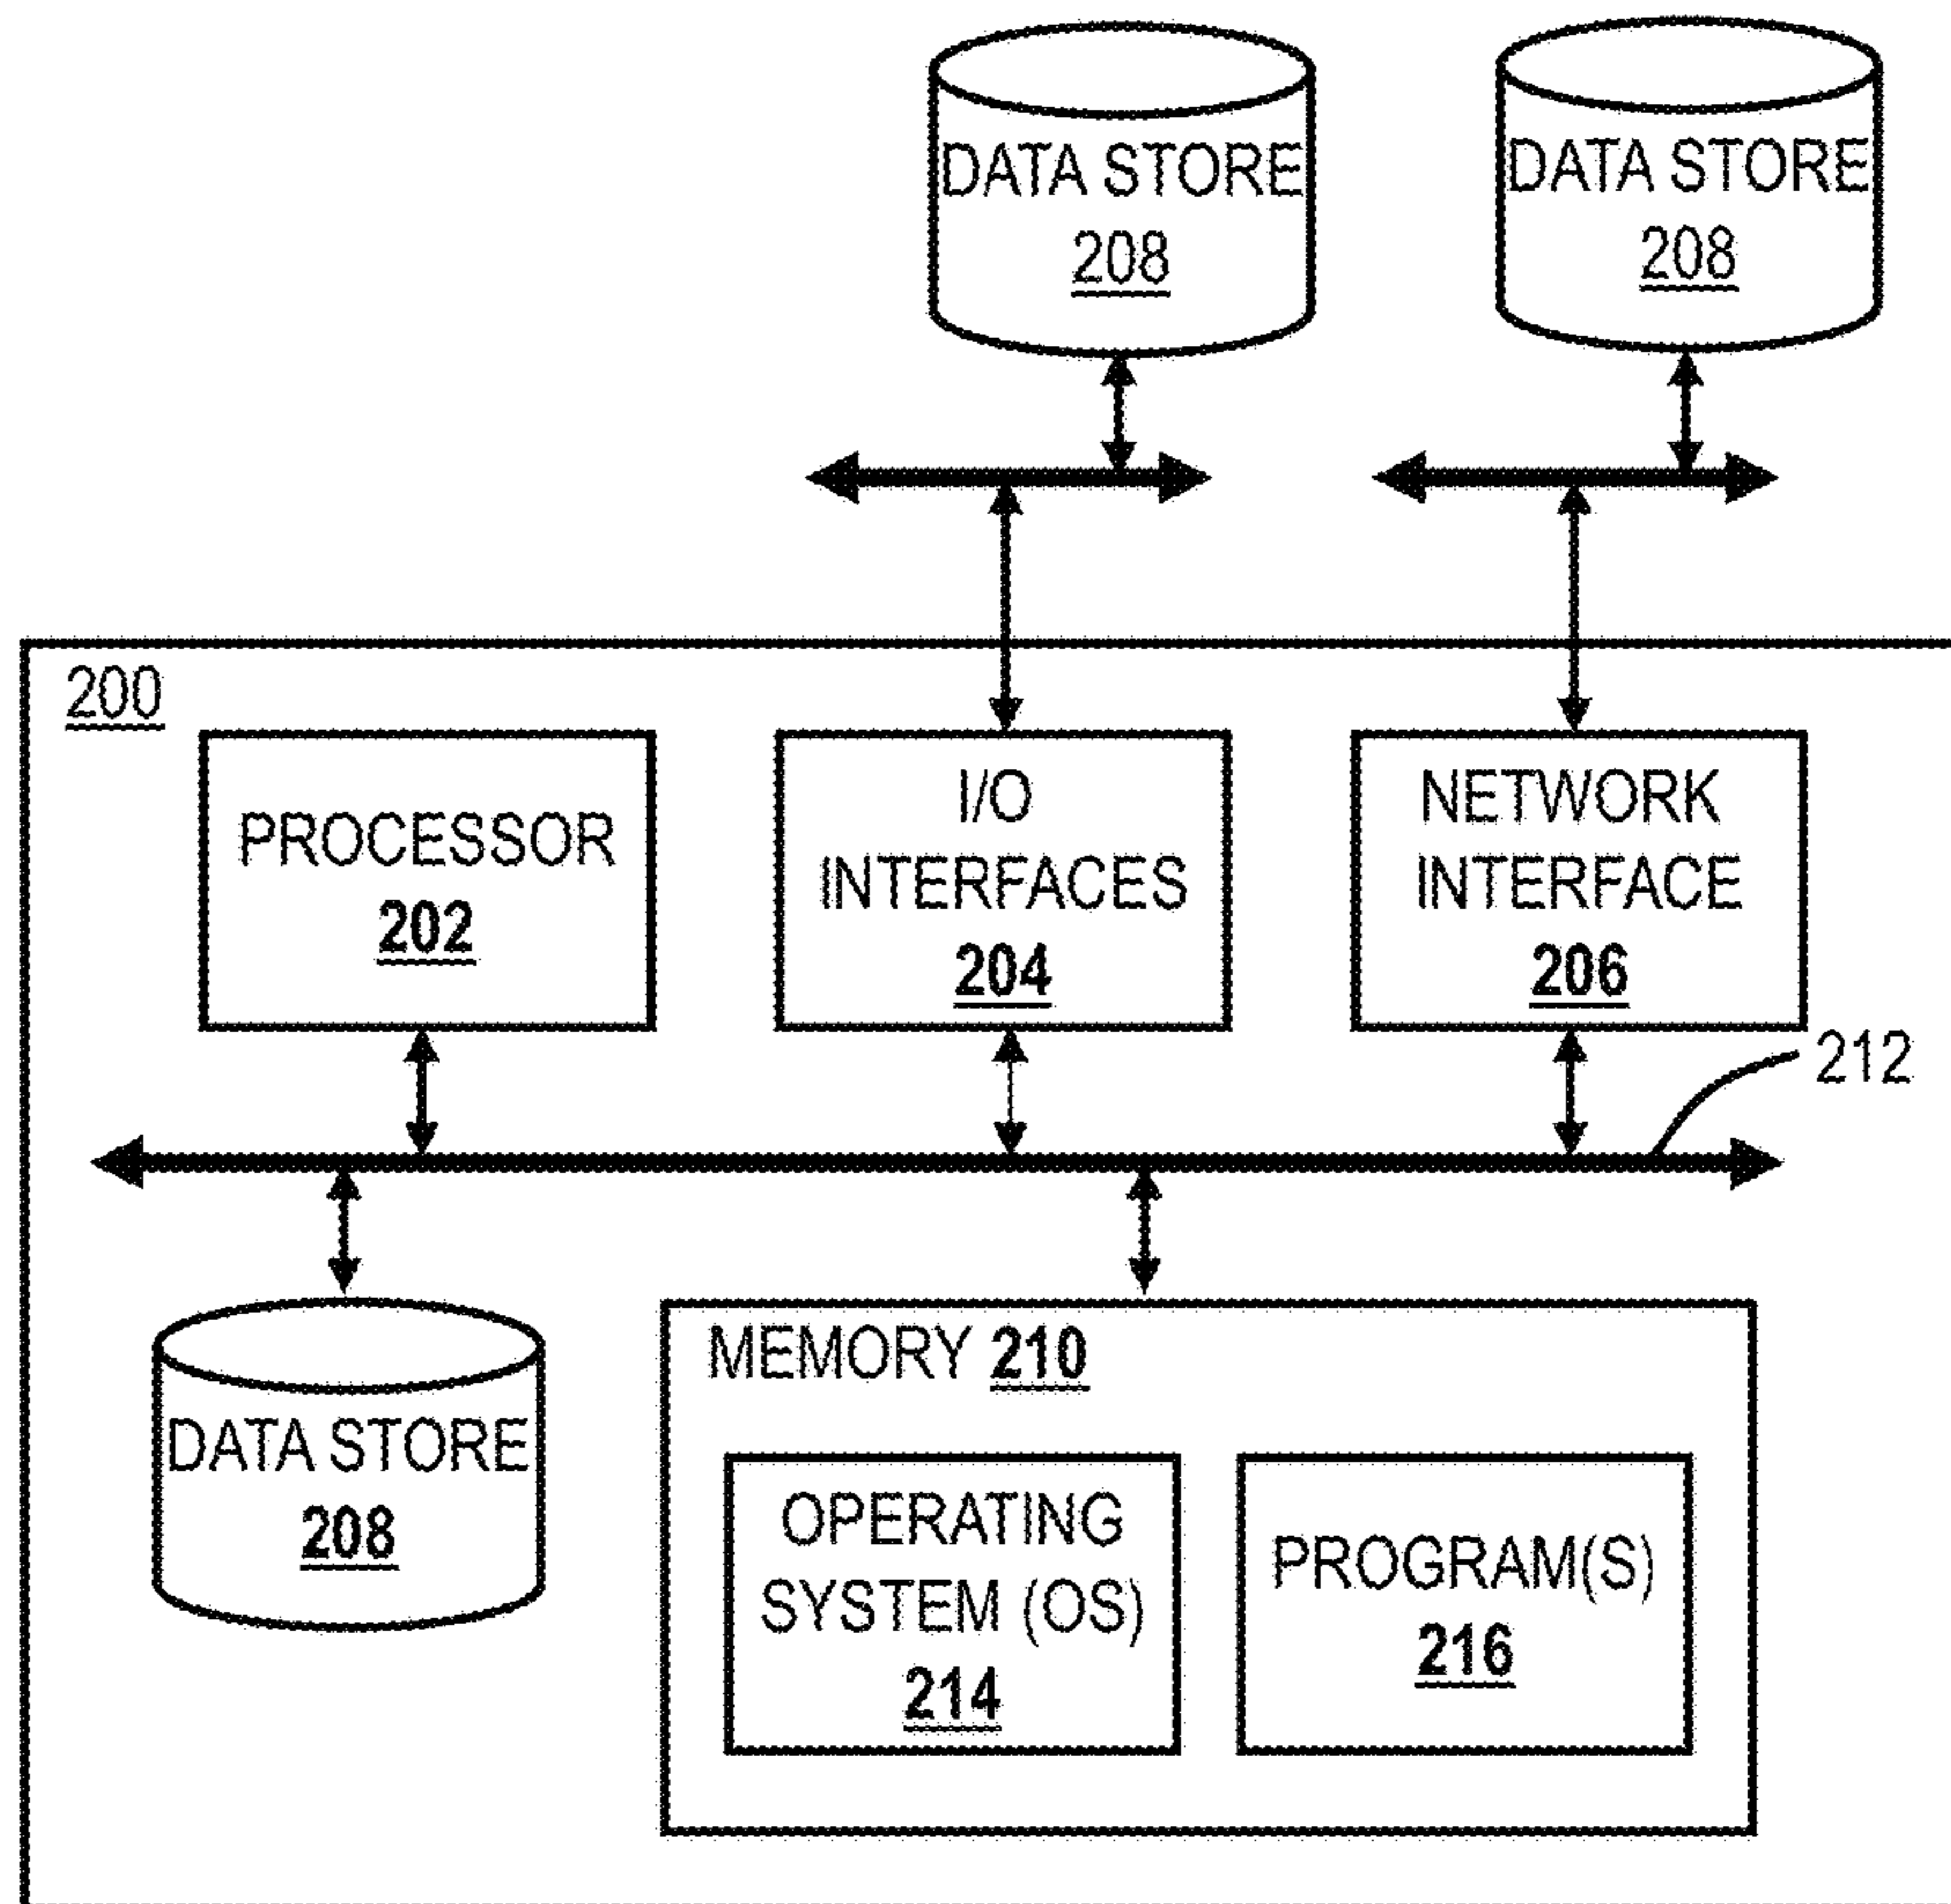 DATA STORE
208
DATA STORE
208
200
PROCESSOR
202
I/O
INTERFACES
204
NETWORK
INTERFACE
206
212
DATA STORE
208
MEMORY 210
OPERATING
SYSTEM (OS)
214
PROGRAM(S)
216